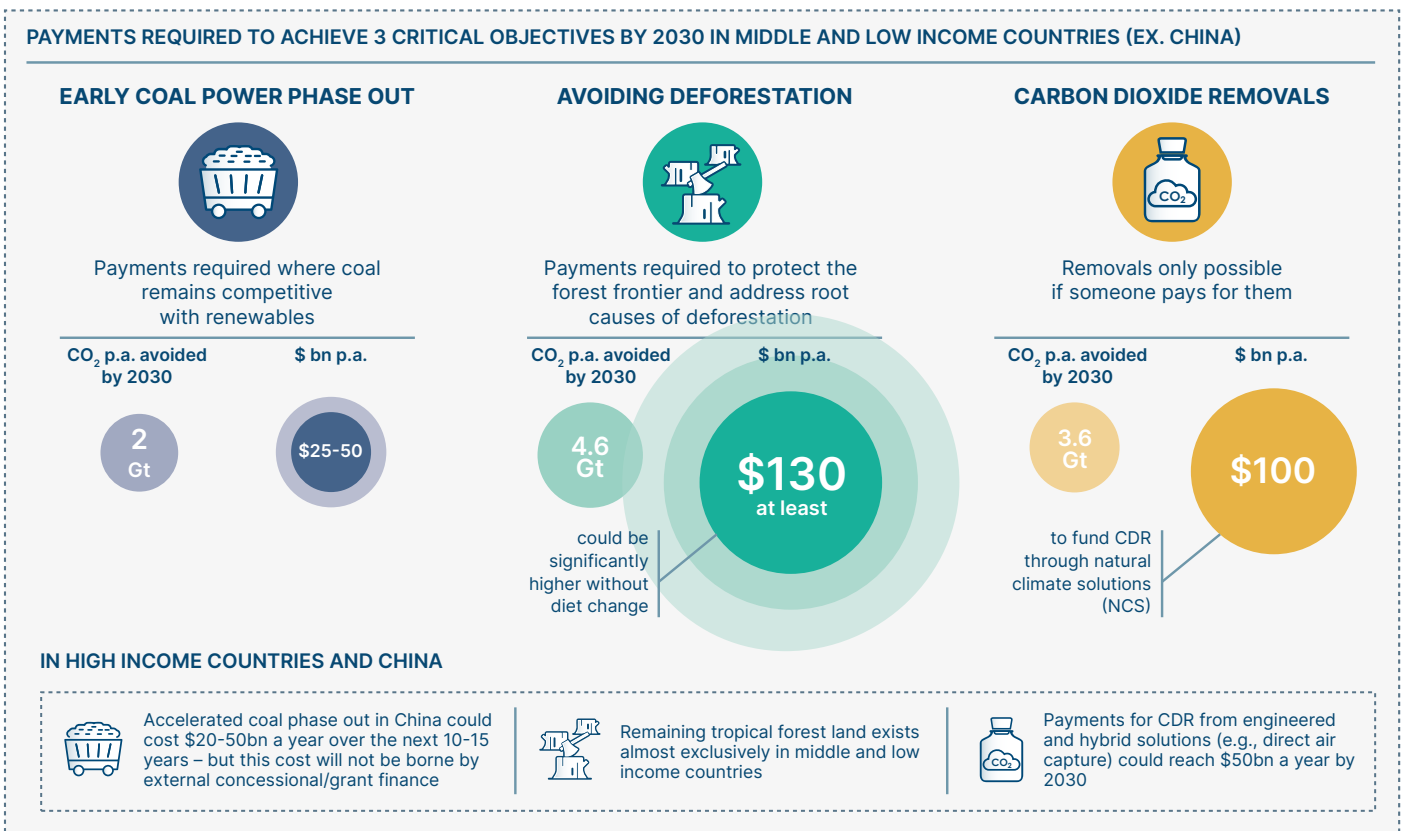 PAYMENTS REQUIRED TO ACHIEVE 3 CRITICAL OBJECTIVES BY 2030 IN MIDDLE AND LOW INCOME COUNTRIES (EX. CHINA)
EARLY COAL POWER PHASE OUT
Payments required where coal
remains competitive
with renewables
CO₂ p.a. avoided
by 2030
$ bn p.a.
2
Gt
$25-50
AVOIDING DEFORESTATION
Payments required to protect the
forest frontier and address root
causes of deforestation
CO₂ p.a. avoided
by 2030
$ bn p.a.
4.6
Gt
$130
at least
could be
significantly
higher without
diet change
CARBON DIOXIDE REMOVALS
CO₂
Removals only possible
if someone pays for them
CO₂ p.a. avoided
by 2030
$ bn p.a.
3.6
Gt
$100
to fund CDR
through natural
climate solutions
(NCS)
IN HIGH INCOME COUNTRIES AND CHINA
Accelerated coal phase out in China could
cost $20-50bn a year over the next 10-15
years – but this cost will not be borne by
external concessional/grant finance
Remaining tropical forest land exists
almost exclusively in middle and low
income countries
CO₂
Payments for CDR from engineered
and hybrid solutions (e.g., direct air
capture) could reach $50bn a year by
2030